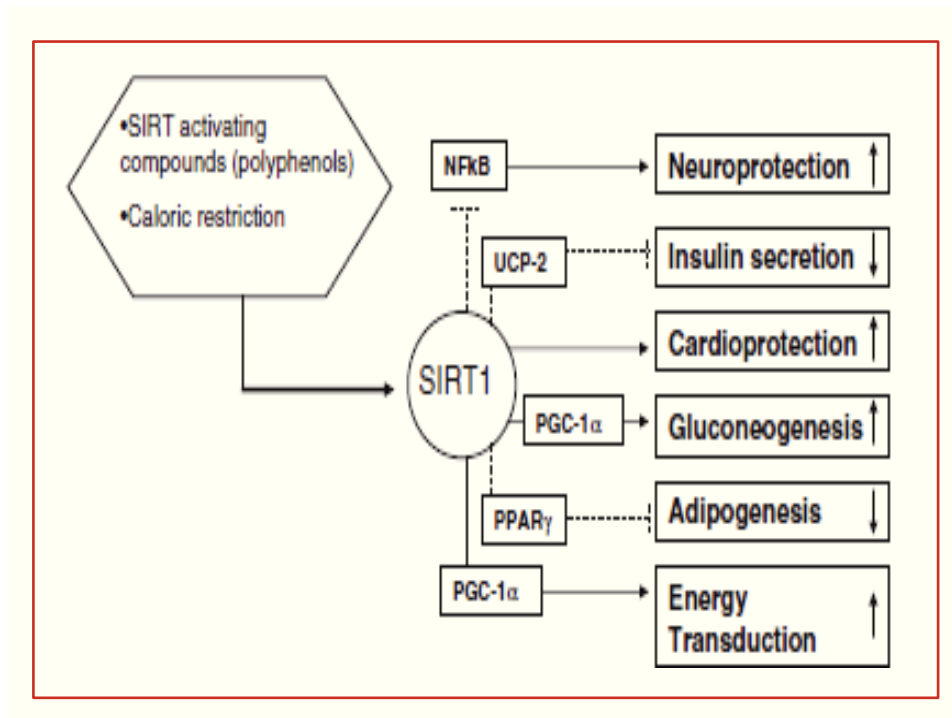 •SIRT activating
compounds (polyphenols)
•Caloric restriction
NFkB
Neuroprotection ↑
UCP-2
Insulin secretion ↓
Cardioprotection ↑
SIRT1
PGC-1α
Gluconeogenesis ↑
PPARγ
Adipogenesis ↓
PGC-1α
Energy ↑
Transduction